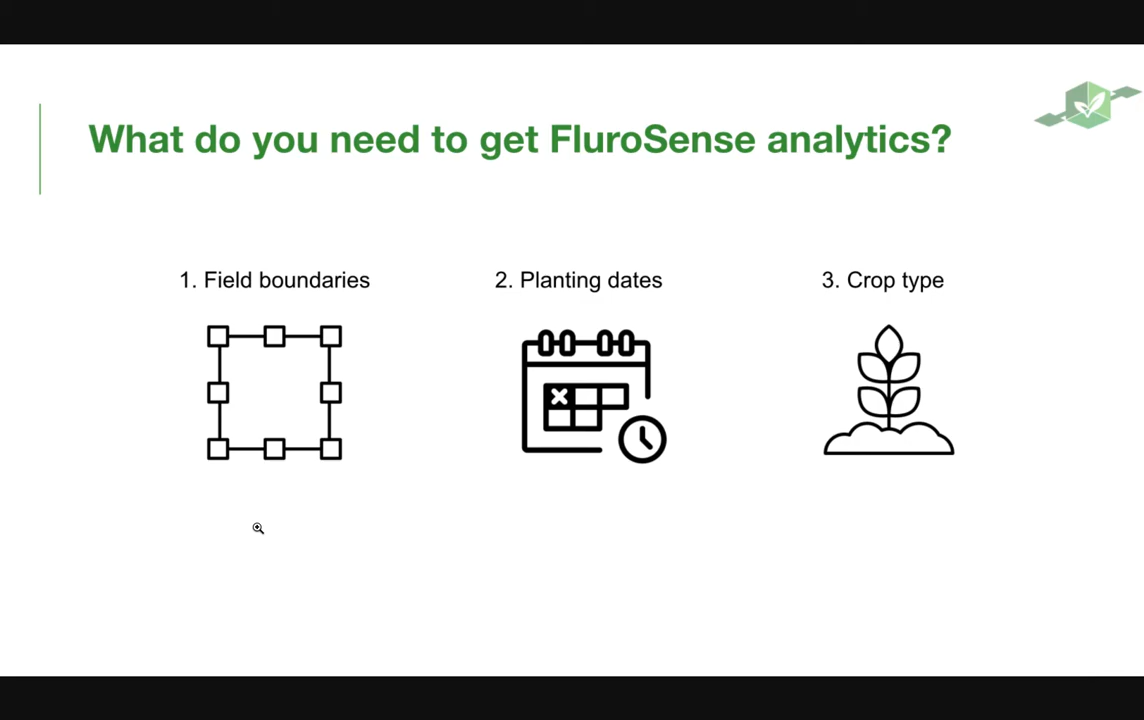 What do you need to get FluroSense analytics?
1. Field boundaries
2. Planting dates
3. Crop type